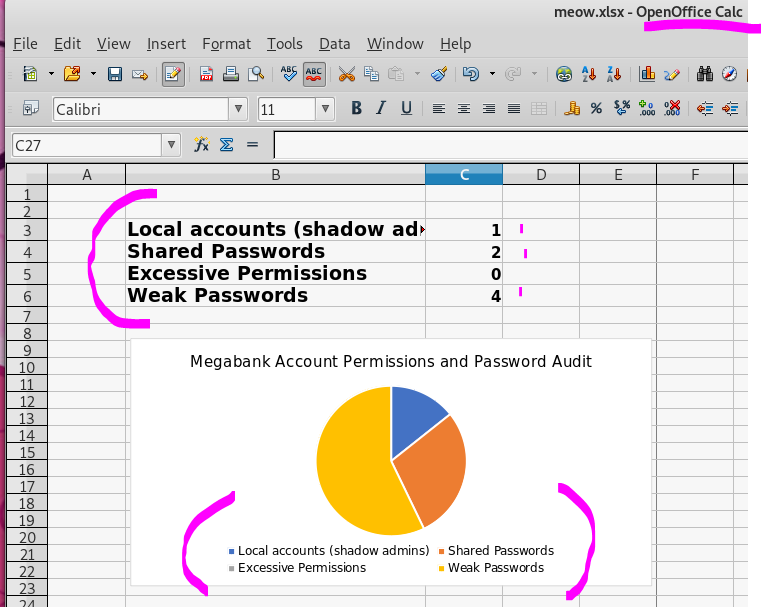 meow.xlsx - OpenOffice Calc
File Edit View Insert Format Tools Data Window Help
ABC ABC
Calibri 11 B I U
C27 fx Σ =
A B C D E F
1
2
3 Local accounts (shadow ad 1
4 Shared Passwords 2
5 Excessive Permissions 0
6 Weak Passwords 4
7
8
9
10 Megabank Account Permissions and Password Audit
11
12
13
14
15
16
17
18
19
20
21 Local accounts (shadow admins) Shared Passwords
22 Excessive Permissions Weak Passwords
23
24